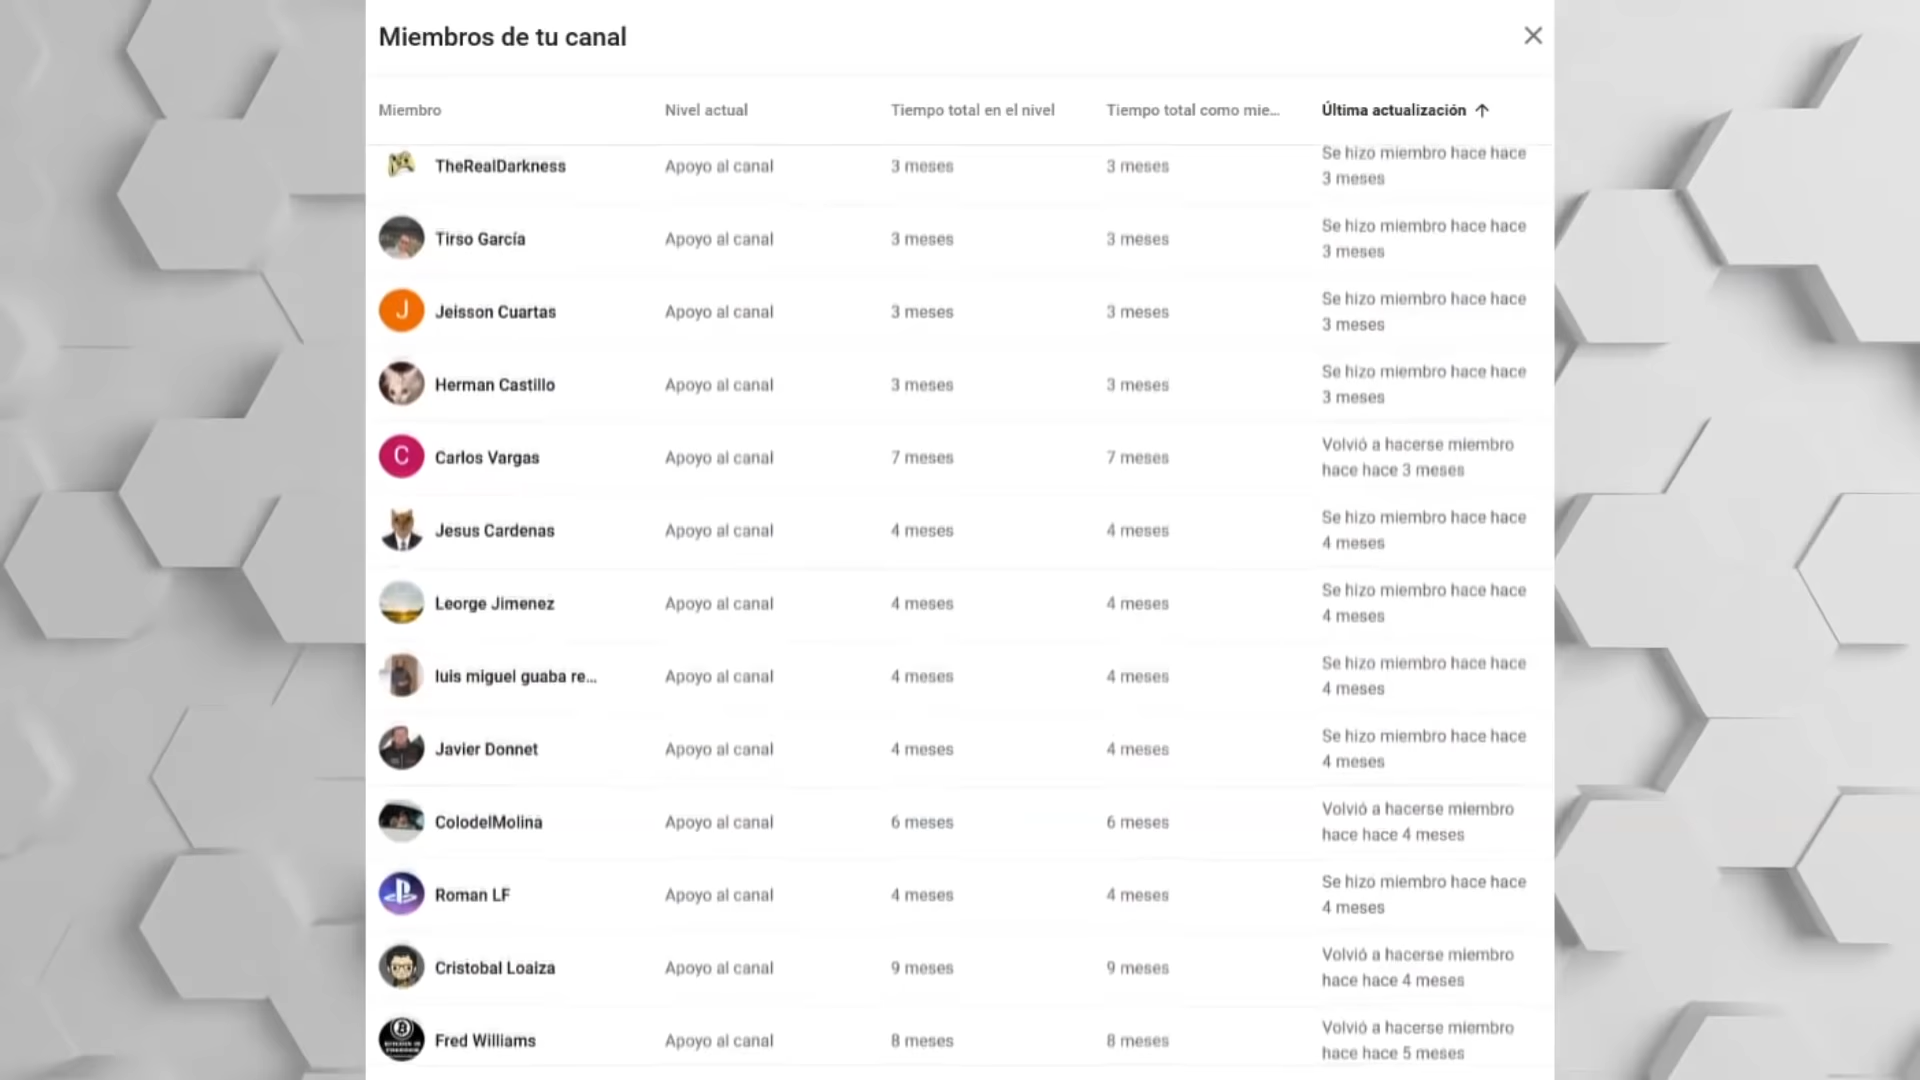 Miembros de tu canal
Miembro Nivel actual Tiempo total en el nivel Tiempo total como mie... Última actualización
TheRealDarkness Apoyo al canal 3 meses 3 meses Se hizo miembro hace hace
3 meses
Tirso García Apoyo al canal 3 meses 3 meses Se hizo miembro hace hace
3 meses
J Jeisson Cuartas Apoyo al canal 3 meses 3 meses Se hizo miembro hace hace
3 meses
Herman Castillo Apoyo al canal 3 meses 3 meses Se hizo miembro hace hace
3 meses
C Carlos Vargas Apoyo al canal 7 meses 7 meses Volvió a hacerse miembro
hace hace 3 meses
Jesus Cardenas Apoyo al canal 4 meses 4 meses Se hizo miembro hace hace
4 meses
Leorge Jimenez Apoyo al canal 4 meses 4 meses Se hizo miembro hace hace
4 meses
luis miguel guaba re... Apoyo al canal 4 meses 4 meses Se hizo miembro hace hace
4 meses
Javier Donnet Apoyo al canal 4 meses 4 meses Se hizo miembro hace hace
4 meses
ColodelMolina Apoyo al canal 6 meses 6 meses Volvió a hacerse miembro
hace hace 4 meses
Roman LF Apoyo al canal 4 meses 4 meses Se hizo miembro hace hace
4 meses
Cristobal Loaiza Apoyo al canal 9 meses 9 meses Volvió a hacerse miembro
hace hace 4 meses
Fred Williams Apoyo al canal 8 meses 8 meses Volvió a hacerse miembro
hace hace 5 meses